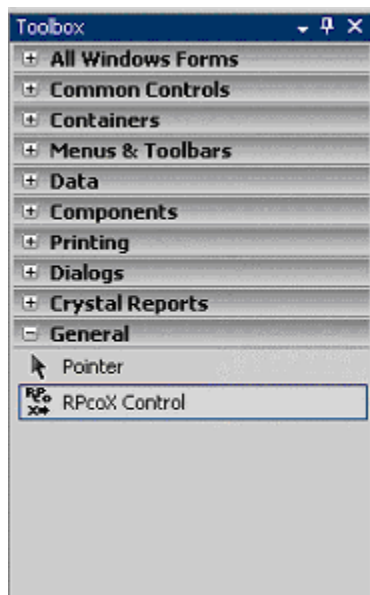 Toolbox
All Windows Forms
Common Controls
Containers
Menus & Toolbars
Data
Components
Printing
Dialogs
Crystal Reports
General
Pointer
RPcoX Control